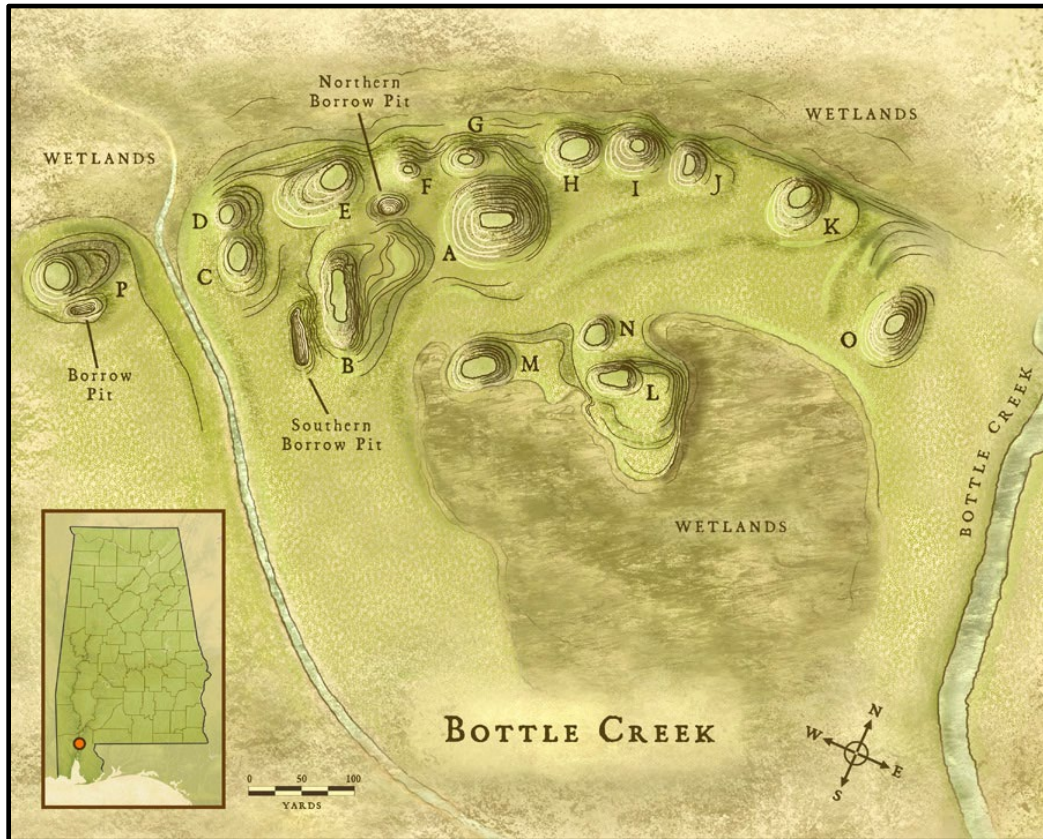 Northern
Borrow Pit
WETLANDS
WETLANDS
G
F
H
I
J
D
E
K
A
C
P
B
N
O
M
L
Borrow
Pit
Southern
Borrow Pit
BOTTLE CREEK
WETLANDS
BOTTLE CREEK
N
W
E
S
0 50 100
YARDS